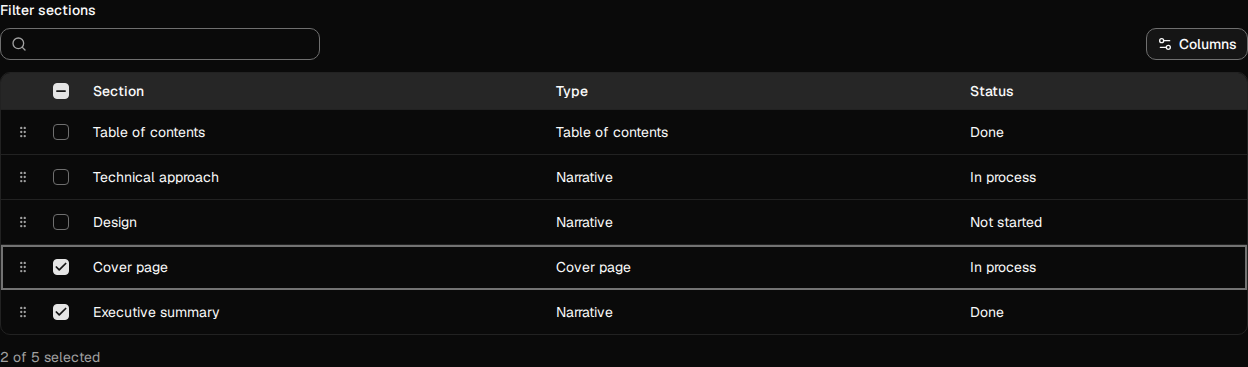 Filter sections
Columns
Section Type Status
Table of contents Table of contents Done
Technical approach Narrative In process
Design Narrative Not started
Cover page Cover page In process
Executive summary Narrative Done
2 of 5 selected